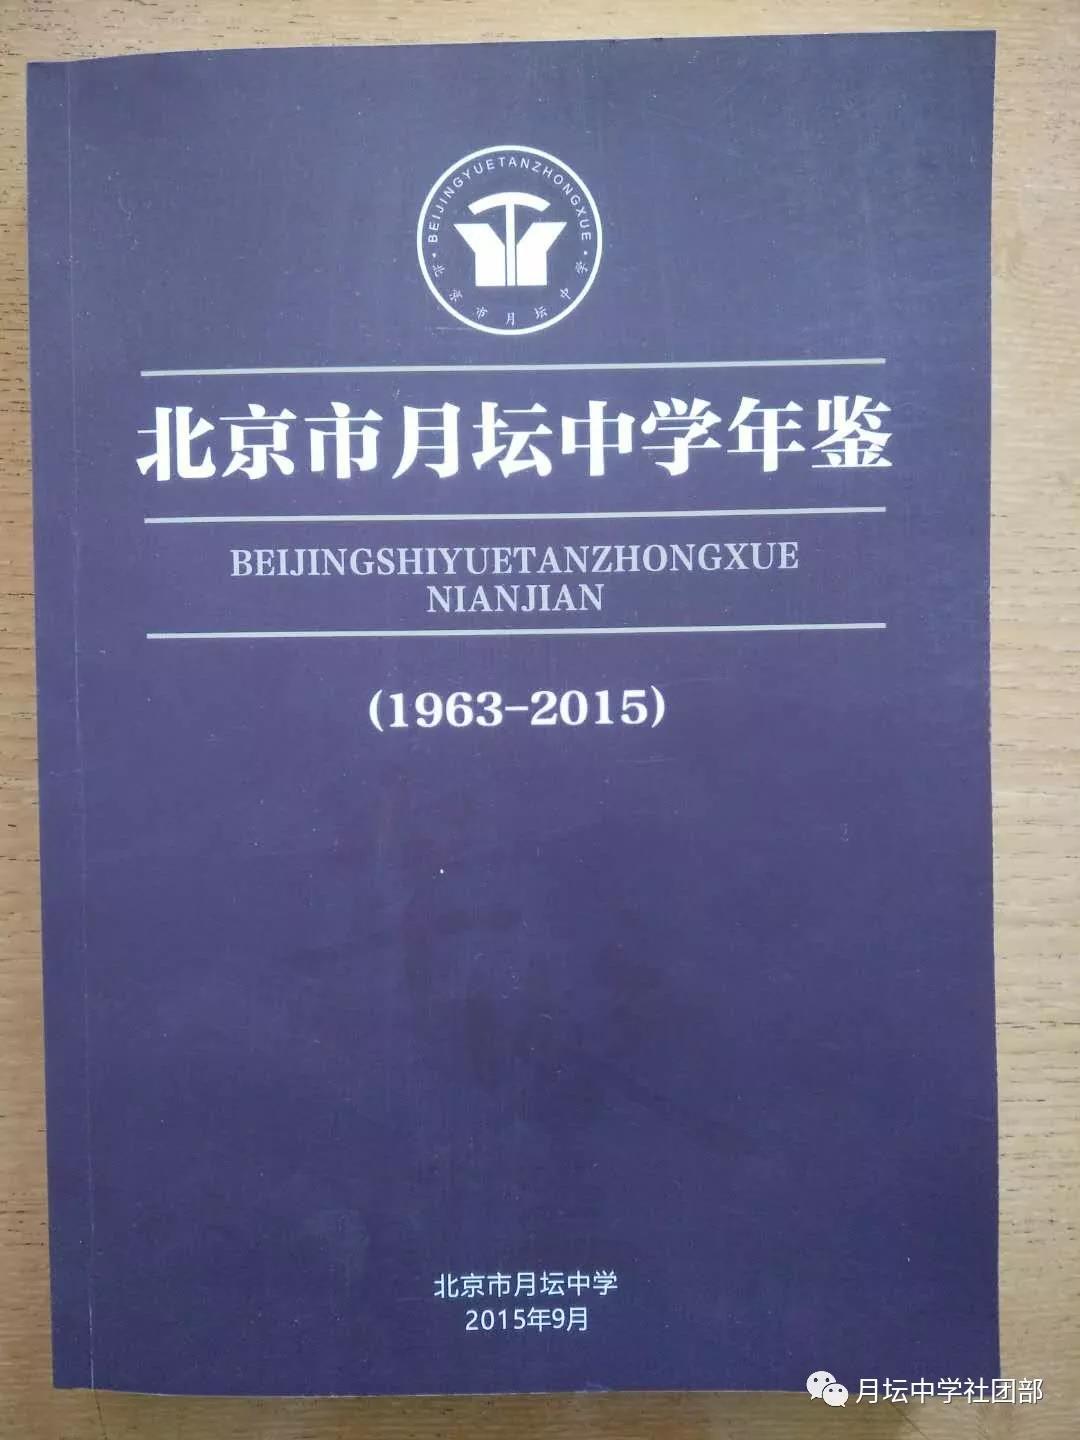 BEIJINGYUETANZHONGXUE
北京市月坛中学
北京市月坛中学年鉴
BEIJINGSHIYUETANZHONGXUE
NIANJIAN
(1963-2015)
北京市月坛中学
2015年9月
月坛中学社团部